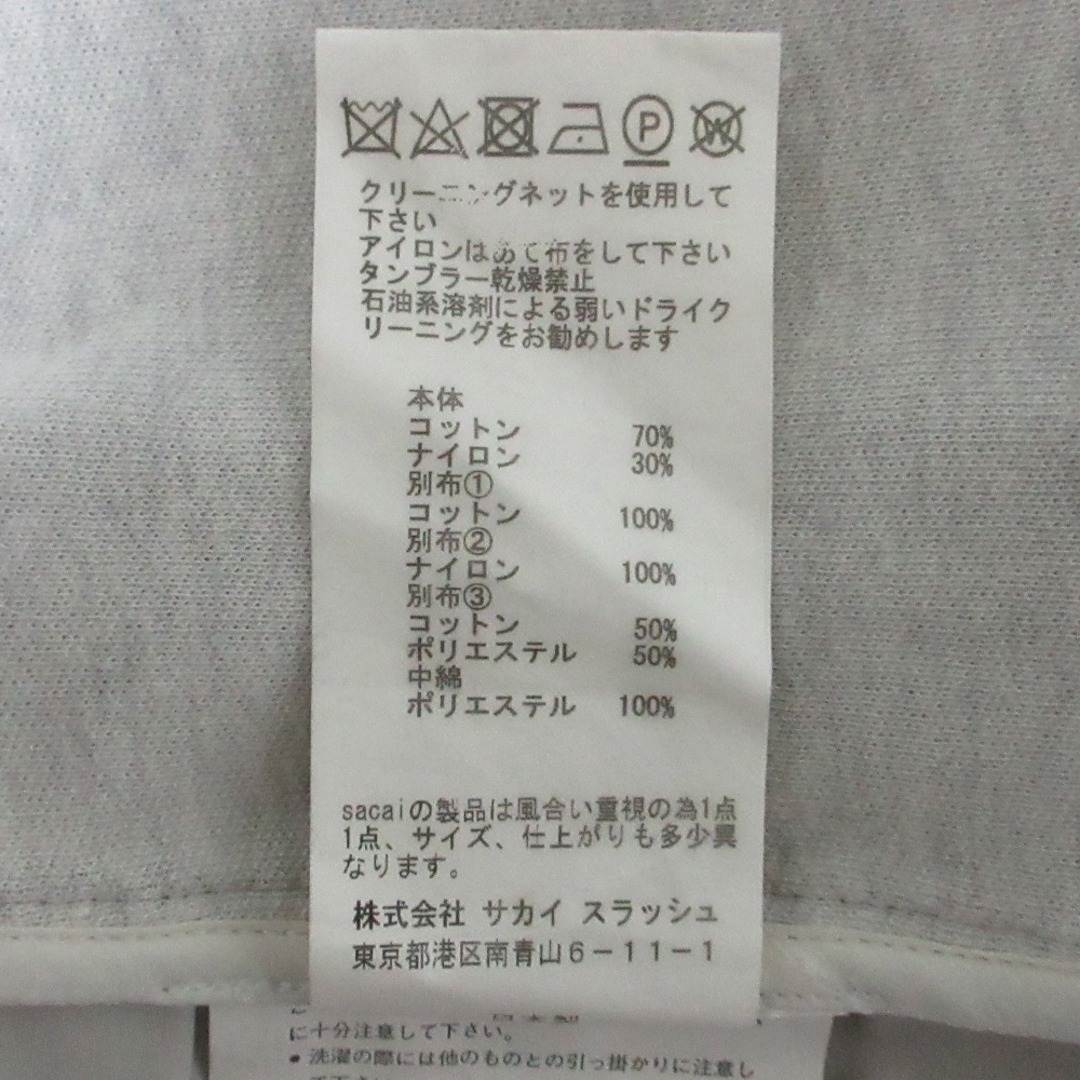 P W
クリーニングネットを使用して
下さい
アイロンはあて布をして下さい
タンブラー乾燥禁止
石油系溶剤による弱いドライク
リーニングをお勧めします
本体
コットン 70%
ナイロン 30%
別布①
コットン 100%
別布②
ナイロン 100%
別布③
コットン 50%
ポリエステル 50%
中綿
ポリエステル 100%
sacaiの製品は風合い重視の為1点
1点、サイズ、仕上がりも多少異
なります。
株式会社 サカイ スラッシュ
東京都港区南青山6-11-1
に十分注意して下さい。
•洗濯の際には他のものとの引っ掛かりに注意し